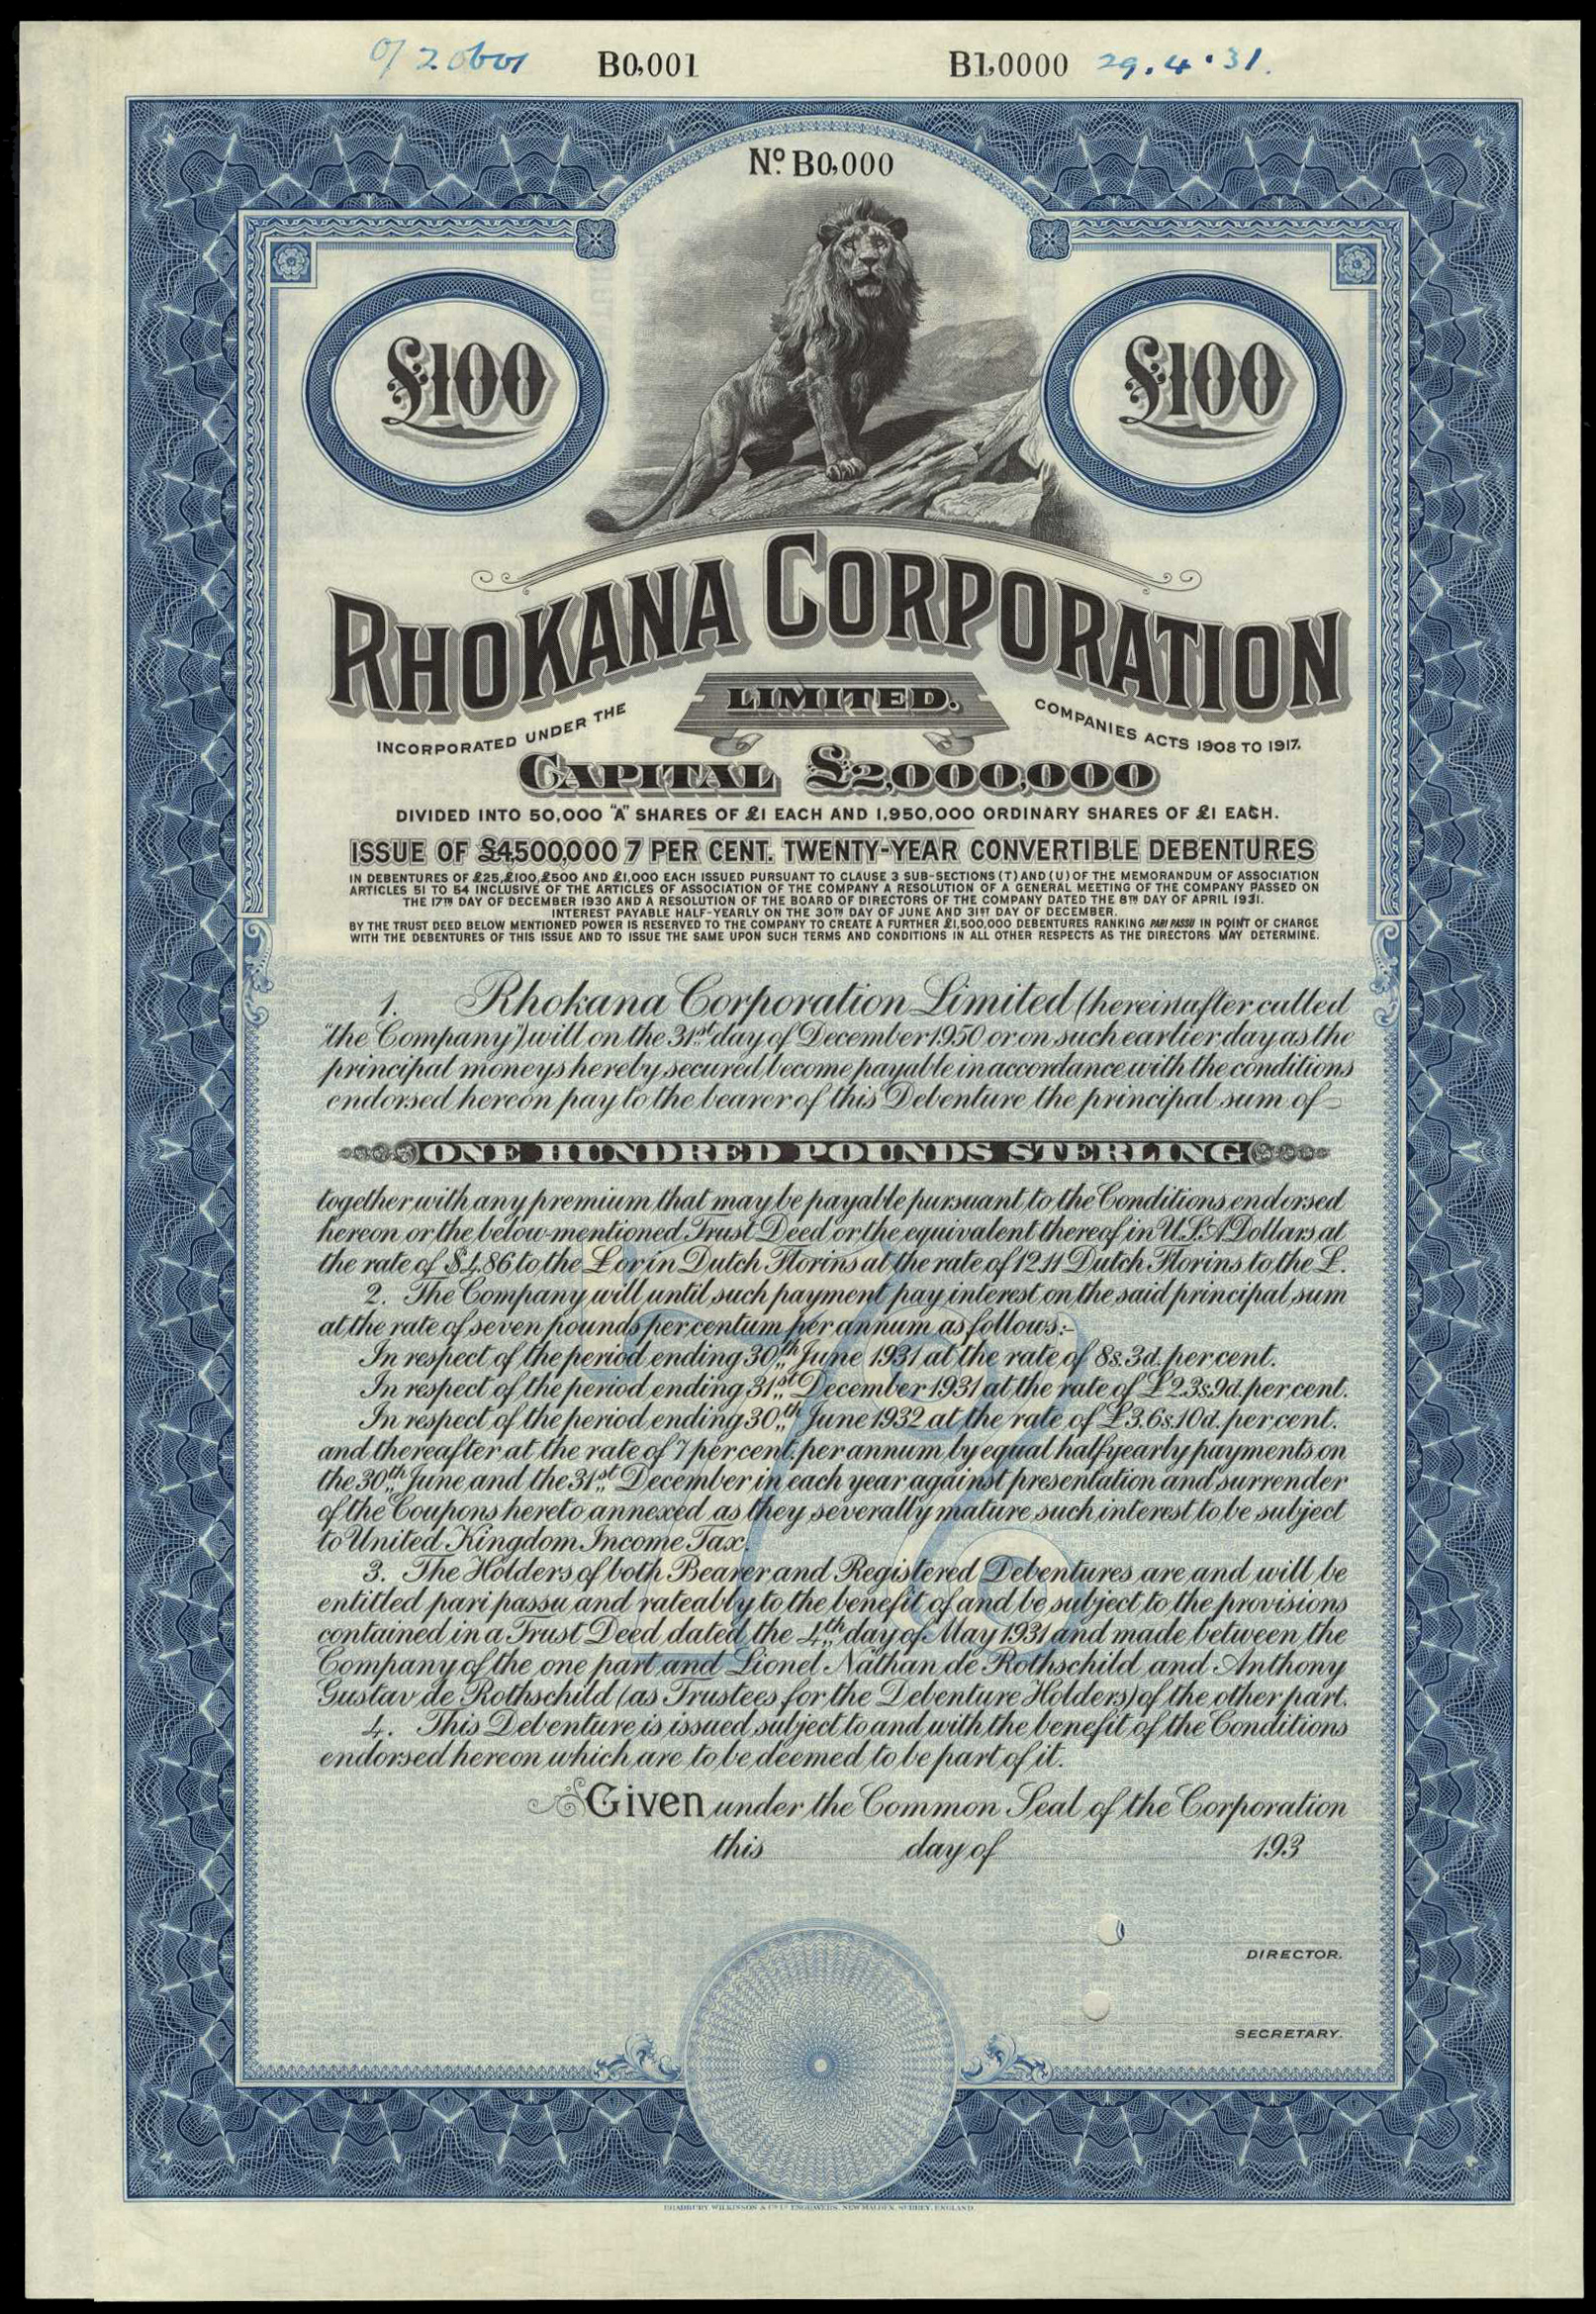 B0,001 B1,0000 29.4.31.
Nº B0,000
£100 £100
RHOKANA CORPORATION
LIMITED.
INCORPORATED UNDER THE COMPANIES ACTS 1908 TO 1917.
CAPITAL £2,000,000
DIVIDED INTO 50,000 "A" SHARES OF £1 EACH AND 1,950,000 ORDINARY SHARES OF £1 EACH.
ISSUE OF £4500,000 7 PER CENT. TWENTY-YEAR CONVERTIBLE DEBENTURES
IN DEBENTURES OF £25, £100, £500 AND £1,000 EACH ISSUED PURSUANT TO CLAUSE 3 SUB-SECTIONS (T) AND (U) OF THE MEMORANDUM OF ASSOCIATION
ARTICLES 51 TO 54 INCLUSIVE OF THE ARTICLES OF ASSOCIATION OF THE COMPANY A RESOLUTION OF A GENERAL MEETING OF THE COMPANY PASSED ON
THE 17TH DAY OF DECEMBER 1930 AND A RESOLUTION OF THE BOARD OF DIRECTORS OF THE COMPANY DATED THE 8TH DAY OF APRIL 1931.
INTEREST PAYABLE HALF-YEARLY ON THE 30TH DAY OF JUNE AND 31ST DAY OF DECEMBER.
BY THE TRUST DEED BELOW MENTIONED POWER IS RESERVED TO THE COMPANY TO CREATE A FURTHER £1,500,000 DEBENTURES RANKING PARI PASSU IN POINT OF CHARGE
WITH THE DEBENTURES OF THIS ISSUE AND TO ISSUE THE SAME UPON SUCH TERMS AND CONDITIONS IN ALL OTHER RESPECTS AS THE DIRECTORS MAY DETERMINE.
1. Rhokana Corporation Limited (hereinafter called
"the Company") will on the 31st day of December 1950 or on such earlier day as the
principal moneys hereby secured become payable in accordance with the conditions
endorsed hereon pay to the bearer of this Debenture the principal sum of
ONE HUNDRED POUNDS STERLING
together with any premium that may be payable pursuant to the Conditions endorsed
hereon or the below-mentioned Trust Deed or the equivalent thereof in U.S.A Dollars at
the rate of $4.86 to the £ or in Dutch Florins at the rate of 12.11 Dutch Florins to the £.
2. The Company will until such payment pay interest on the said principal sum
at the rate of seven pounds per centum per annum as follows:-
In respect of the period ending 30th June 1931 at the rate of 8s.3d. per cent.
In respect of the period ending 31st December 1931 at the rate of £2.3s.9d. per cent.
In respect of the period ending 30th June 1932 at the rate of £3.6s.10d. per cent.
and thereafter at the rate of 7 per cent. per annum by equal halfyearly payments on
the 30th June and the 31st December in each year against presentation and surrender
of the Coupons hereto annexed as they severally mature such interest to be subject
to United Kingdom Income Tax.
3. The Holders of both Bearer and Registered Debentures are and will be
entitled pari passu and rateably to the benefit of and be subject to the provisions
contained in a Trust Deed dated the 4th day of May 1931 and made between the
Company of the one part and Lionel Nathan de Rothschild and Anthony
Gustav de Rothschild (as Trustees for the Debenture Holders) of the other part.
4. This Debenture is issued subject to and with the benefit of the Conditions
endorsed hereon which are to be deemed to be part of it.
Given under the Common Seal of the Corporation
this day of 193
DIRECTOR.
SECRETARY.
BRADBURY, WILKINSON & Co Ld ENGRAVERS, NEW MALDEN, SURREY, ENGLAND